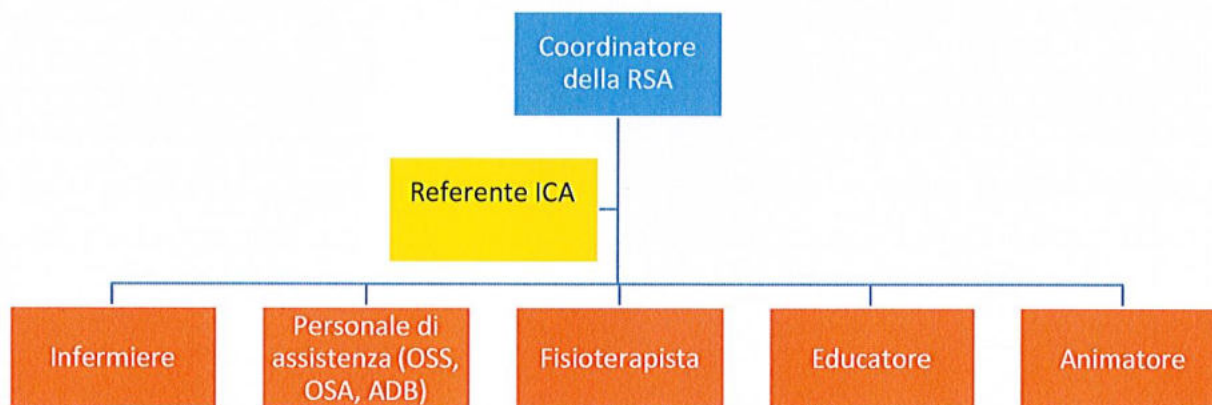 Coordinatore
della RSA
Referente ICA
Infermiere
Personale di
assistenza (OSS,
OSA, ADB)
Fisioterapista
Educatore
Animatore